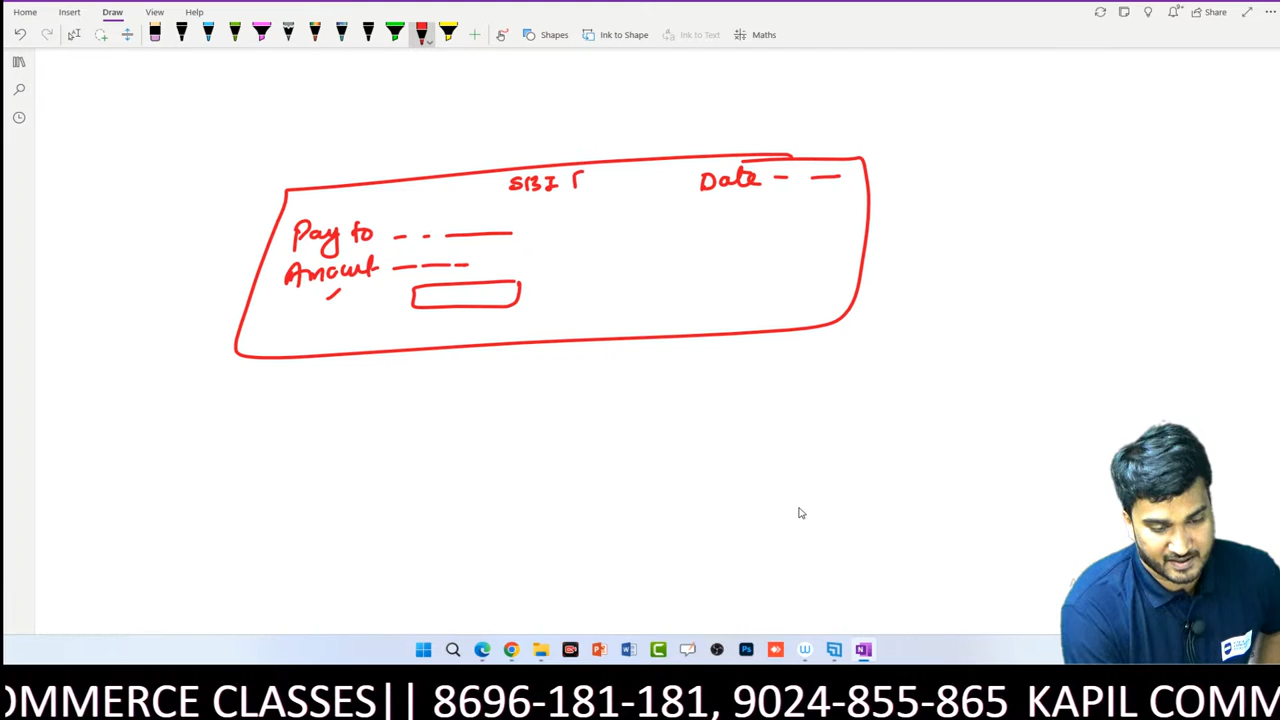 Home Insert Draw View Help 9+ Share
Shapes Ink to Shape Ink to Text Maths
SBI Date
Pay to
Amount
OMMERCE CLASSES|| 8696-181-181, 9024-855-865 KAPIL COMM